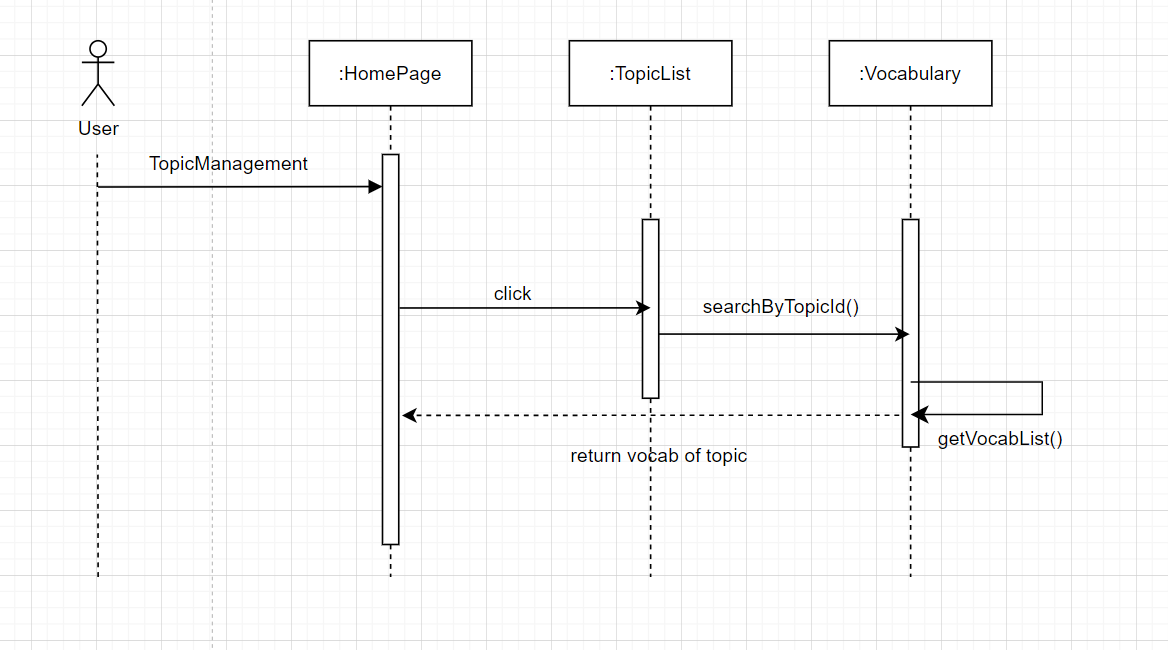 :HomePage
:TopicList
:Vocabulary
User
TopicManagement
click
searchByTopicId()
getVocabList()
return vocab of topic